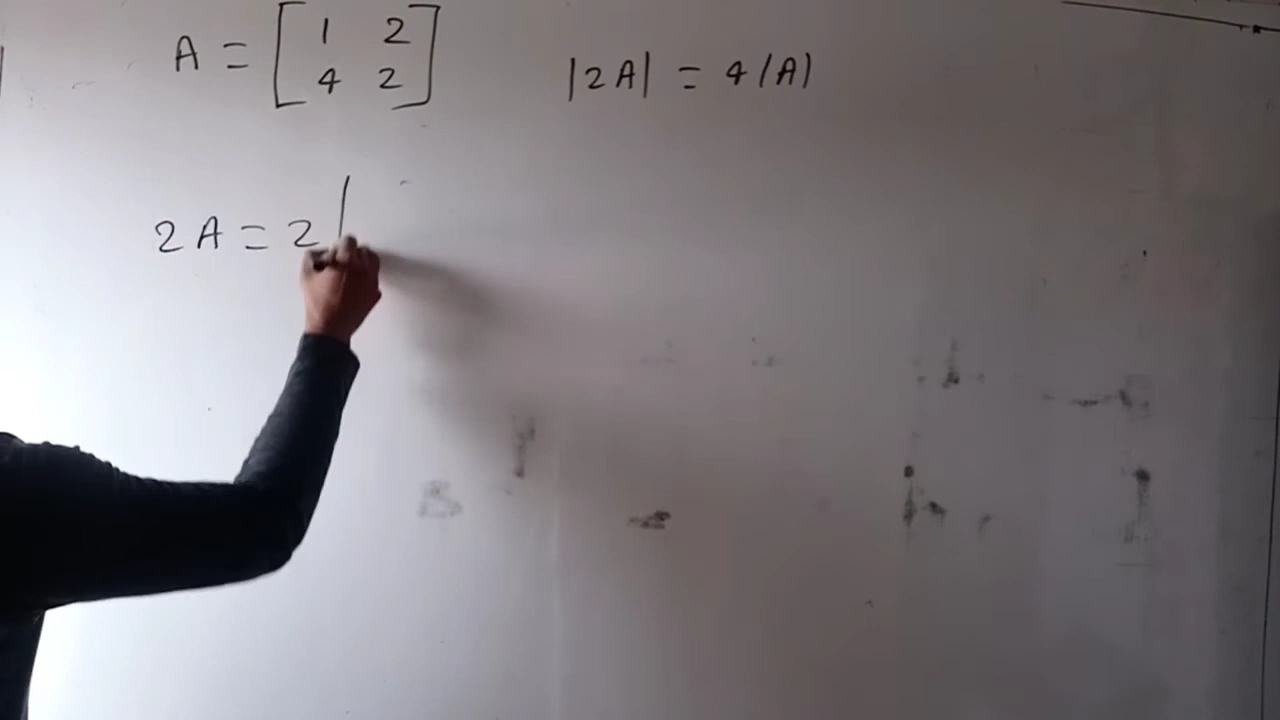 A = [ 1 2
4 2 ]
|2A| = 4|A|
2A = 2